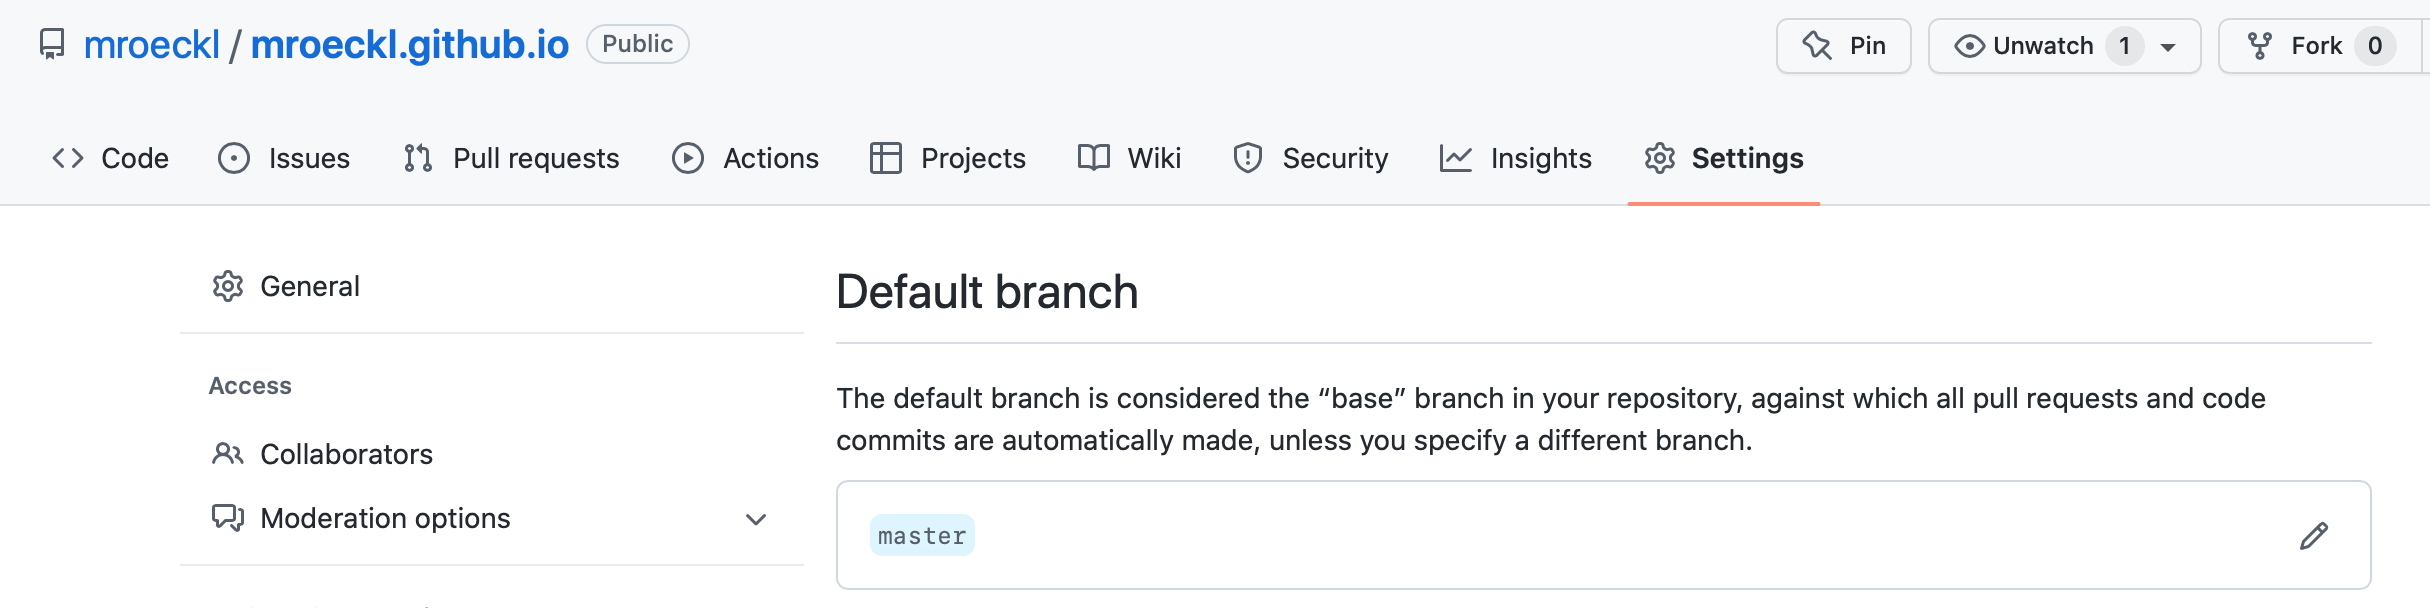 mroeckl / mroeckl.github.io Public Pin Unwatch 1 Fork 0
Code Issues Pull requests Actions Projects Wiki Security Insights Settings
General
Access
Collaborators
Moderation options
Default branch
The default branch is considered the “base” branch in your repository, against which all pull requests and code
commits are automatically made, unless you specify a different branch.
master